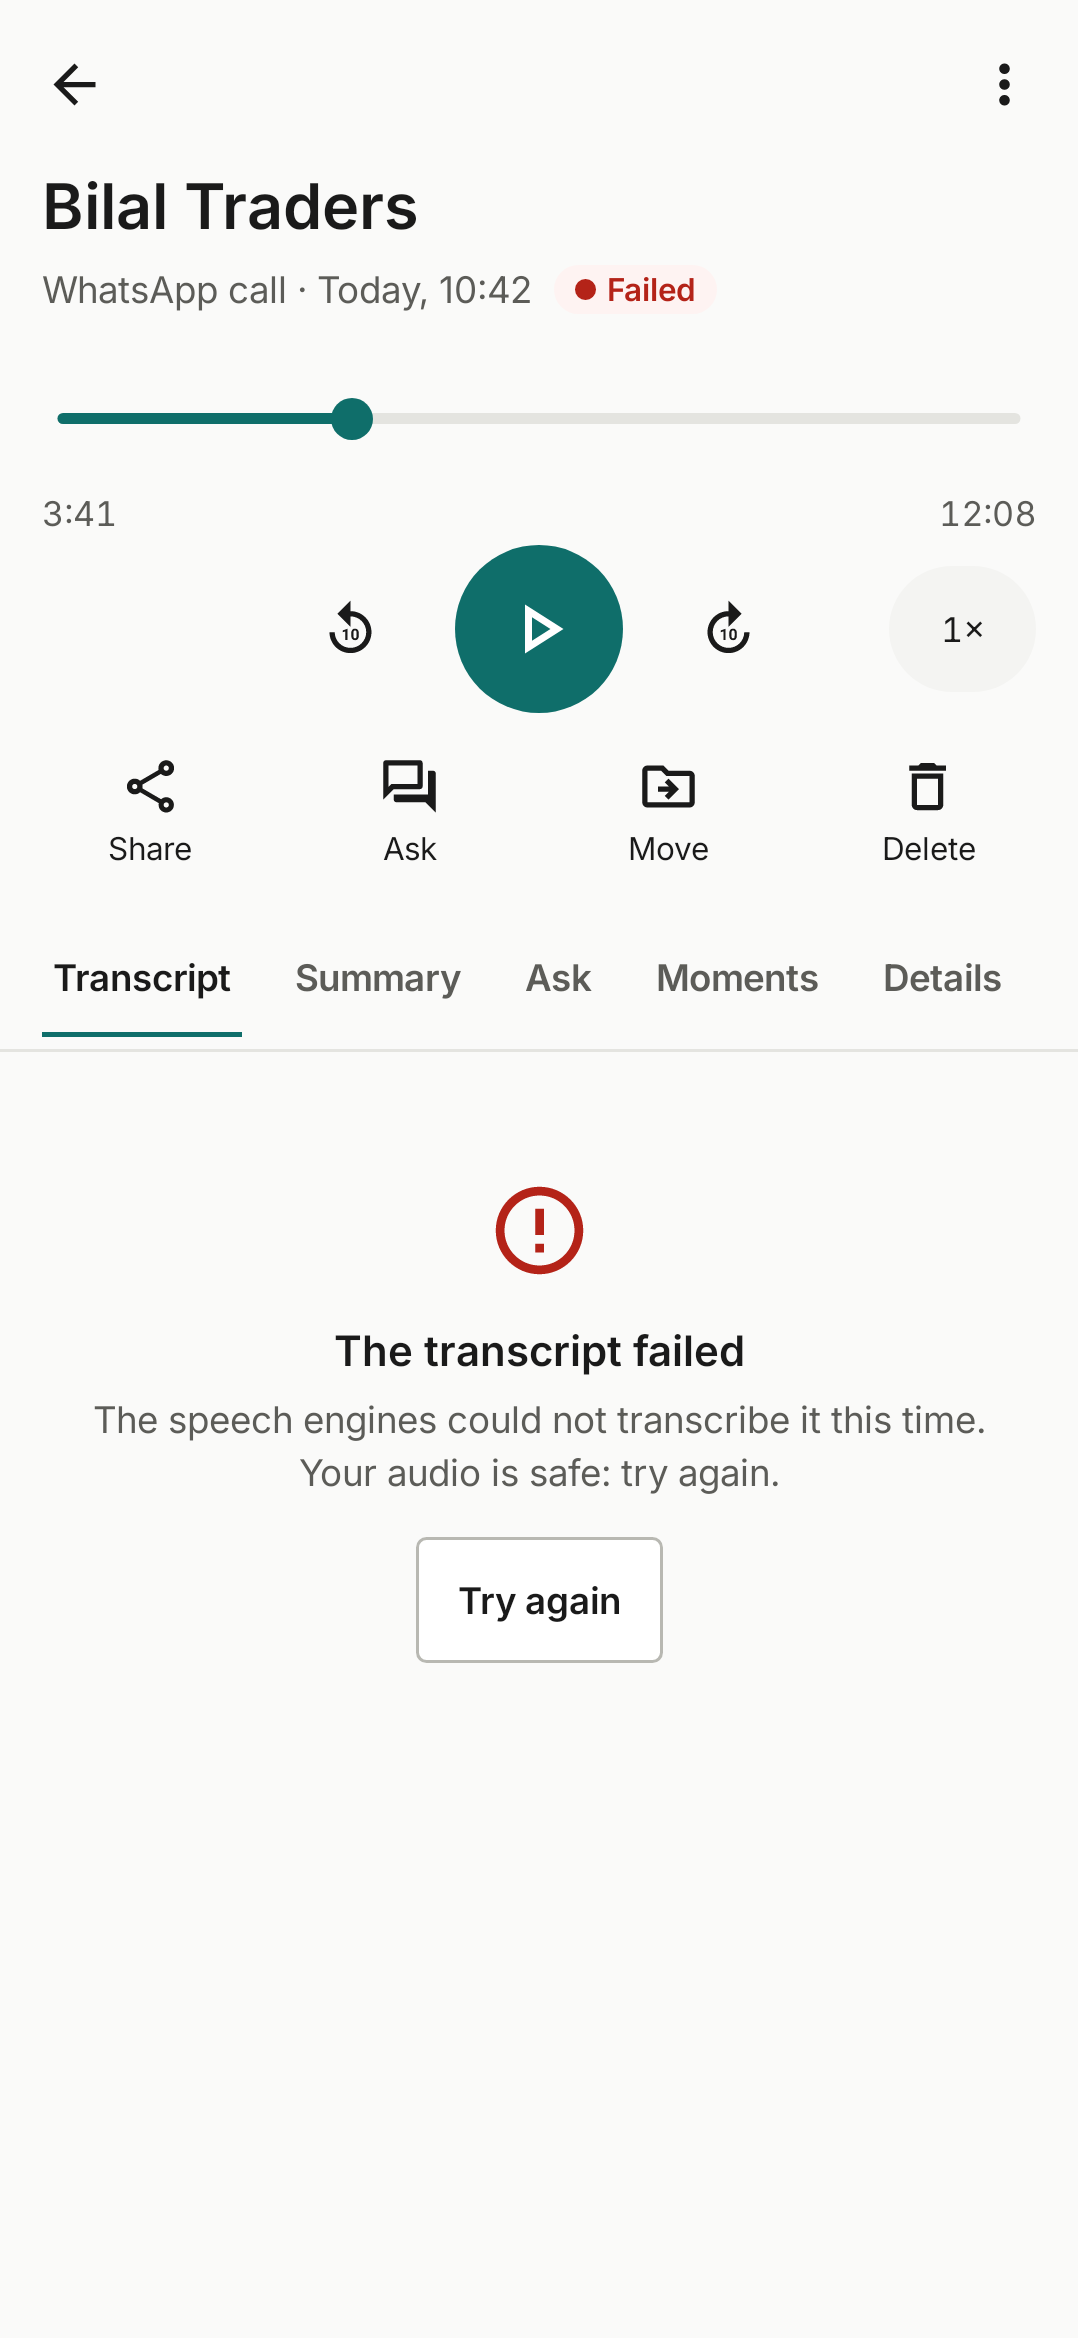 Bilal Traders
WhatsApp call · Today, 10:42 Failed
3:41 12:08
10 10 1×
Share Ask Move Delete
Transcript Summary Ask Moments Details
The transcript failed
The speech engines could not transcribe it this time.
Your audio is safe: try again.
Try again